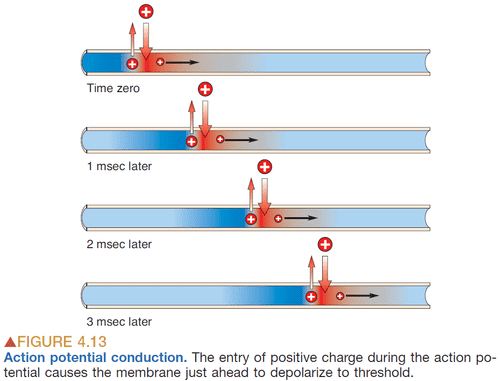 Time zero
1 msec later
2 msec later
3 msec later
▲FIGURE 4.13
Action potential conduction. The entry of positive charge during the action po-
tential causes the membrane just ahead to depolarize to threshold.